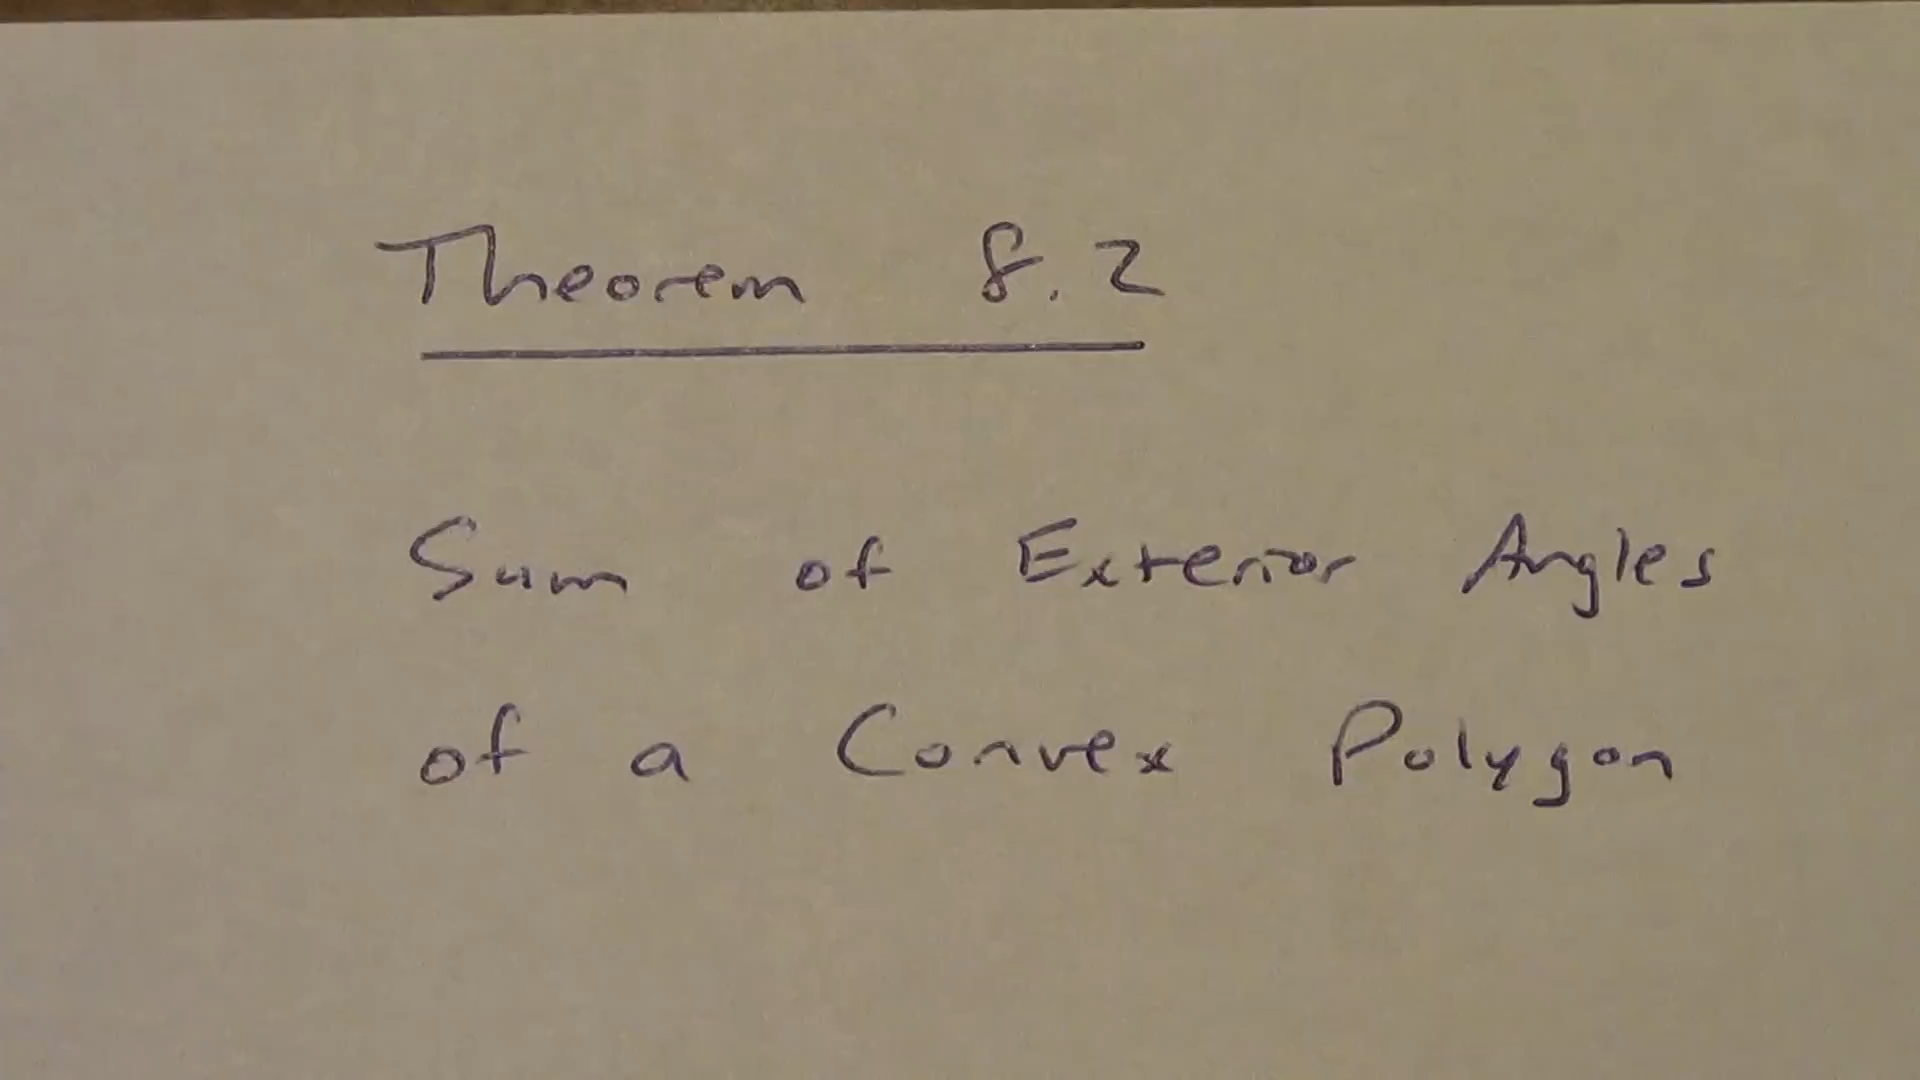 Theorem 8.2
Sum of Exterior Angles
of a Convex Polygon